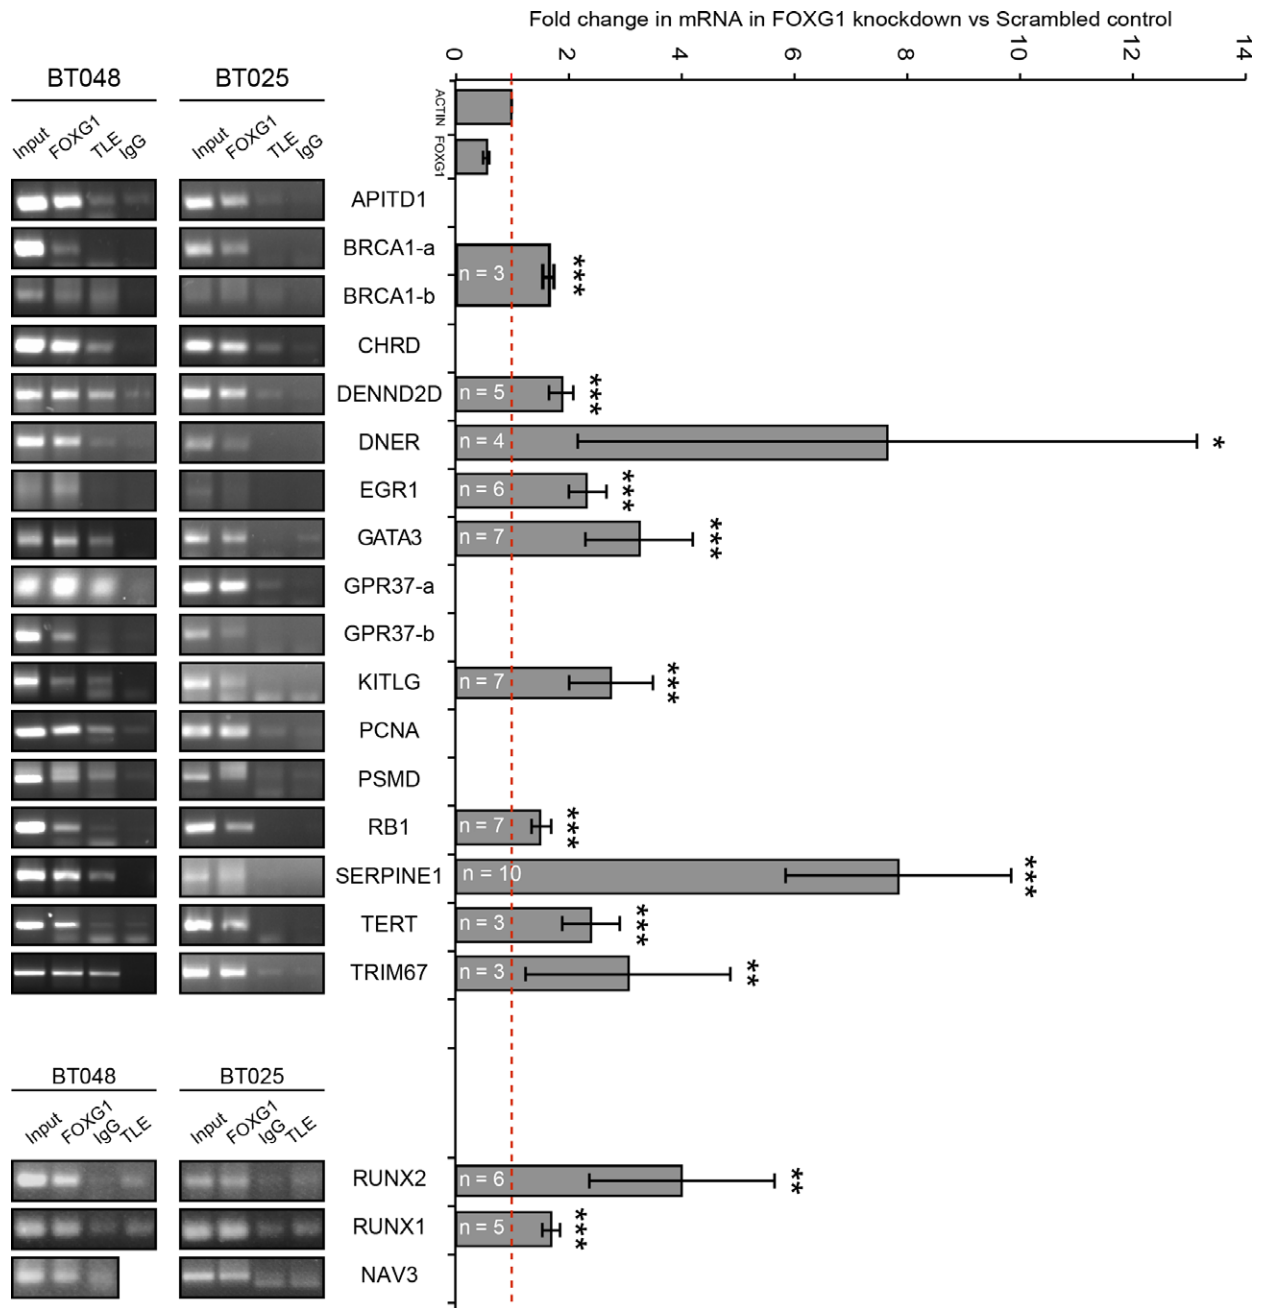 Fold change in mRNA in FOXG1 knockdown vs Scrambled control
0 2 4 6 8 10 12 14
BT048 BT025
Input FOXG1 TLE IgG Input FOXG1 TLE IgG
ACTIN
FOXG1
APITD1
BRCA1-a
n = 3 ***
BRCA1-b
CHRD
DENND2D n = 5 ***
DNER n = 4 *
EGR1 n = 6 ***
GATA3 n = 7 ***
GPR37-a
GPR37-b
KITLG n = 7 ***
PCNA
PSMD
RB1 n = 7 ***
SERPINE1 n = 10 ***
TERT n = 3 ***
TRIM67 n = 3 **
BT048 BT025
Input FOXG1 IgG TLE Input FOXG1 IgG TLE
RUNX2 n = 6 **
RUNX1 n = 5 ***
NAV3